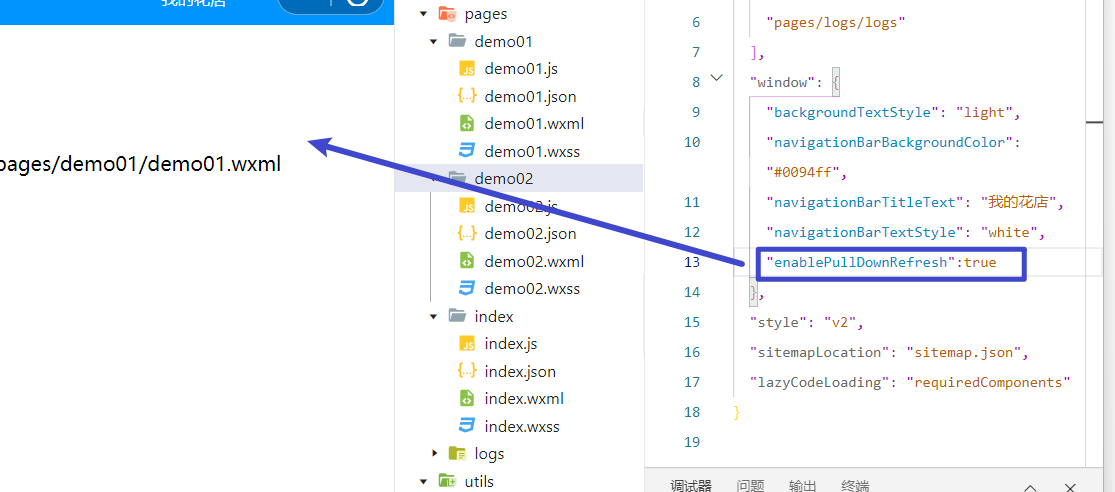 我的花店
pages/demo01/demo01.wxml
pages
demo01
demo01.js
demo01.json
demo01.wxml
demo01.wxss
demo02
demo02.js
demo02.json
demo02.wxml
demo02.wxss
index
index.js
index.json
index.wxml
index.wxss
logs
utils
6 "pages/logs/logs"
7 ],
8 "window": {
9 "backgroundTextStyle": "light",
10 "navigationBarBackgroundColor":
"#0094ff",
11 "navigationBarTitleText": "我的花店",
12 "navigationBarTextStyle": "white",
13 "enablePullDownRefresh":true
14 },
15 "style": "v2",
16 "sitemapLocation": "sitemap.json",
17 "lazyCodeLoading": "requiredComponents"
18 }
19
调试器 问题 输出 终端